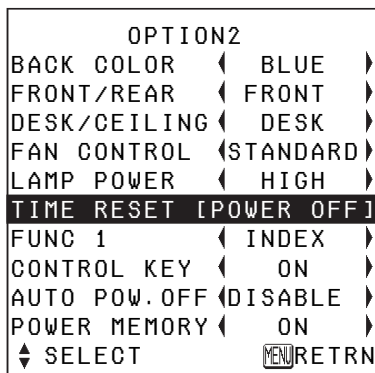 OPTION2
BACK COLOR BLUE
FRONT/REAR FRONT
DESK/CEILING DESK
FAN CONTROL STANDARD
LAMP POWER HIGH
TIME RESET [POWER OFF]
FUNC 1 INDEX
CONTROL KEY ON
AUTO POW.OFF DISABLE
POWER MEMORY ON
SELECT MENU RETRN